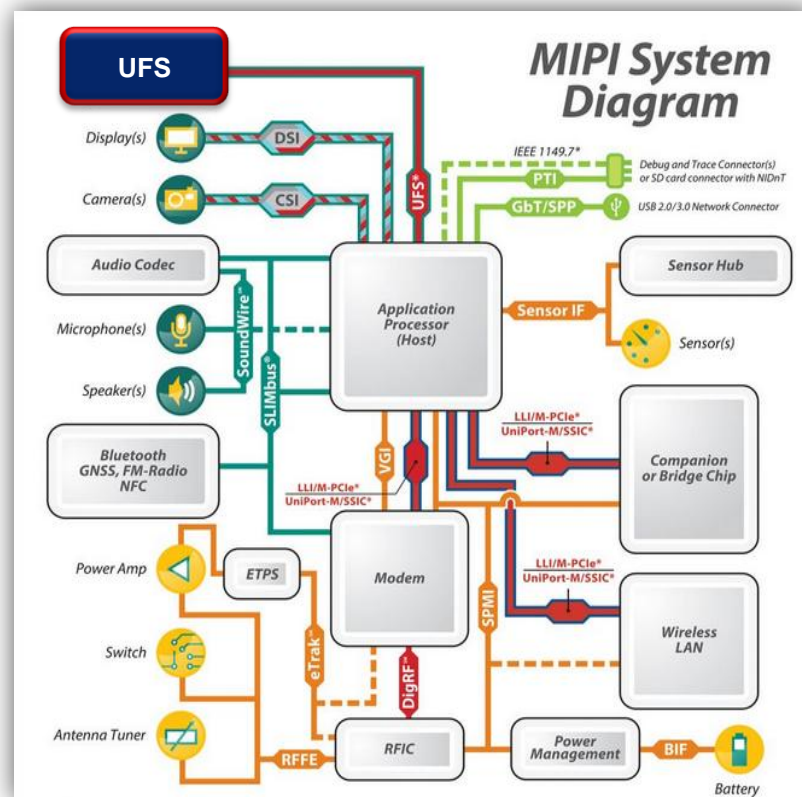 UFS
MIPI System
Diagram
Display(s)
DSI
IEEE 1149.7*
PTI
Debug and Trace Connector(s)
or SD card connector with NIDnT
Camera(s)
CSI
UFS*
GbT/SPP
USB 2.0/3.0 Network Connector
Audio Codec
Application
Processor
(Host)
Sensor IF
Sensor Hub
Microphone(s)
SoundWire™
Sensor(s)
Speaker(s)
SLIMbus®
Bluetooth
GNSS, FM-Radio
NFC
VGI
LLI/M-PCIe*
UniPort-M/SSIC*
LLI/M-PCIe*
UniPort-M/SSIC*
Companion
or Bridge Chip
Power Amp
ETPS
Modem
LLI/M-PCIe*
UniPort-M/SSIC*
SPMI
Wireless
LAN
Switch
eTrak™
DigRF℠
Antenna Tuner
RFFE
RFIC
Power
Management
BIF
Battery